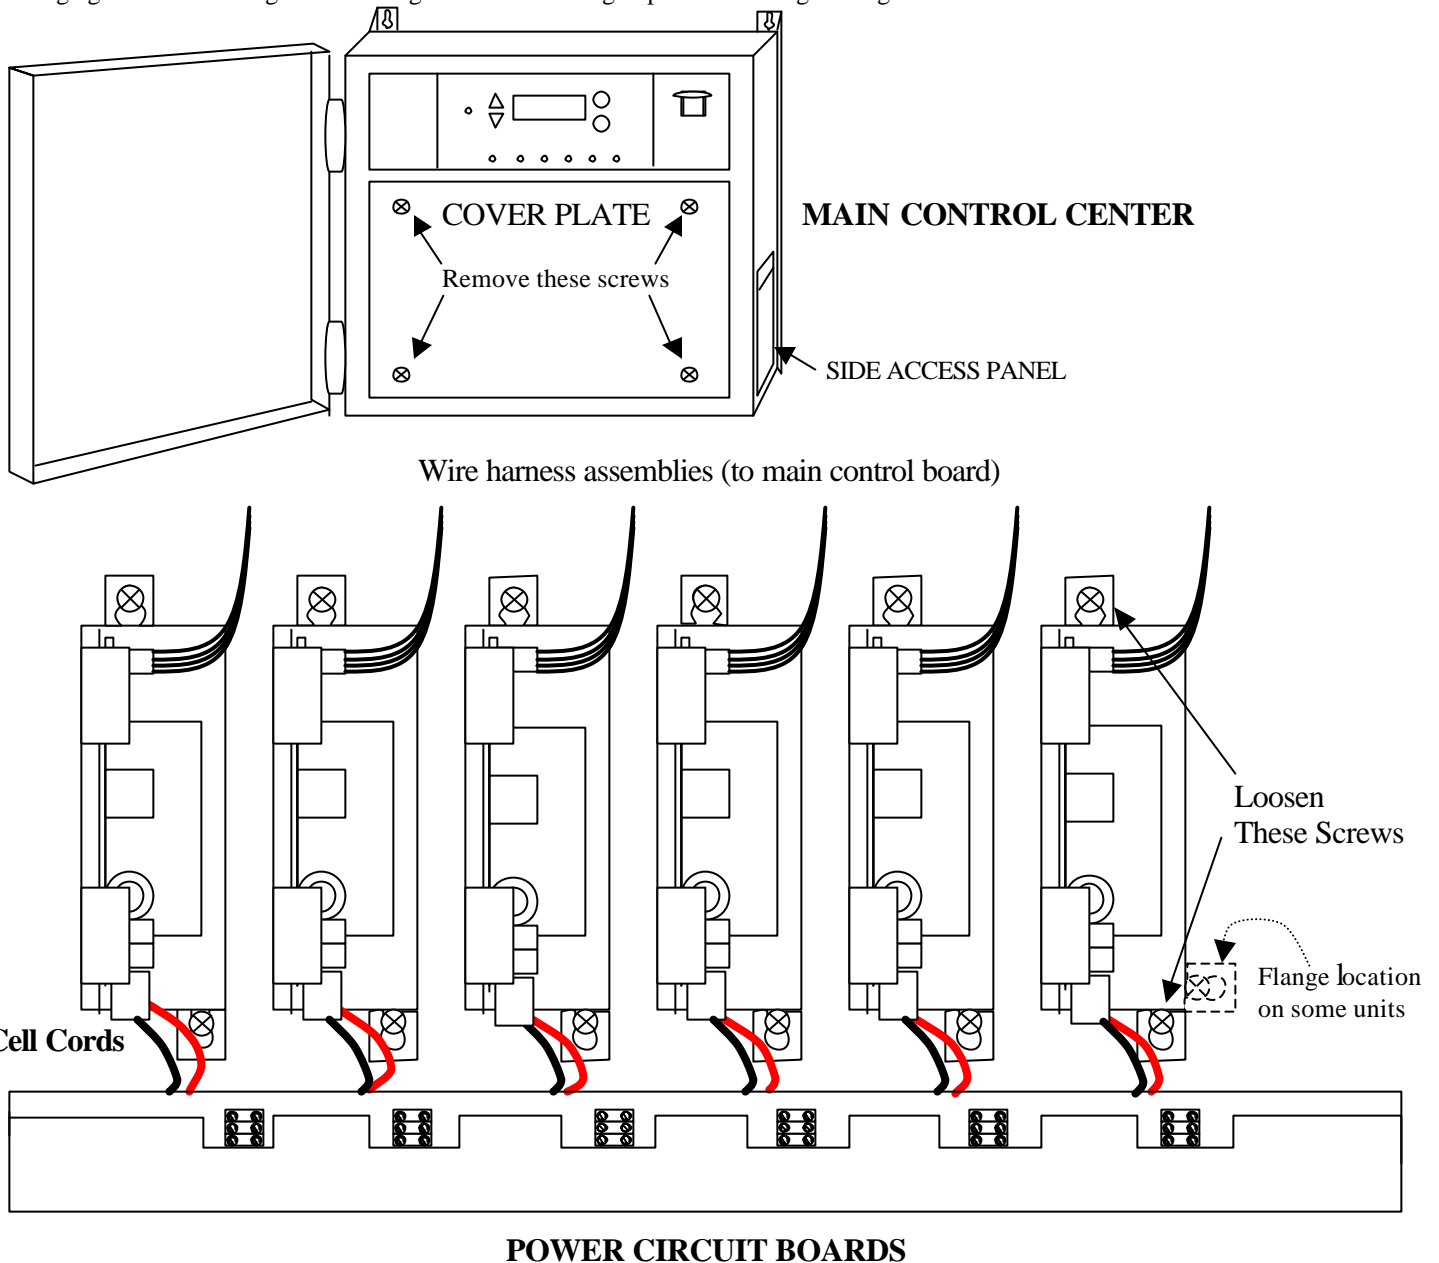 COVER PLATE
MAIN CONTROL CENTER
Remove these screws
SIDE ACCESS PANEL
Wire harness assemblies (to main control board)
Loosen
These Screws
Flange location
on some units
Cell Cords
POWER CIRCUIT BOARDS